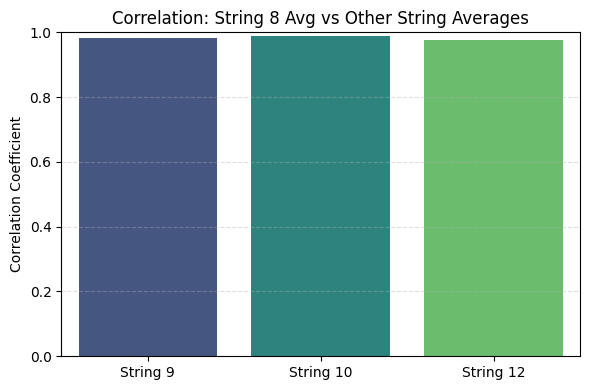 Correlation: String 8 Avg vs Other String Averages
Correlation Coefficient
1.0
0.8
0.6
0.4
0.2
0.0
String 9
String 10
String 12